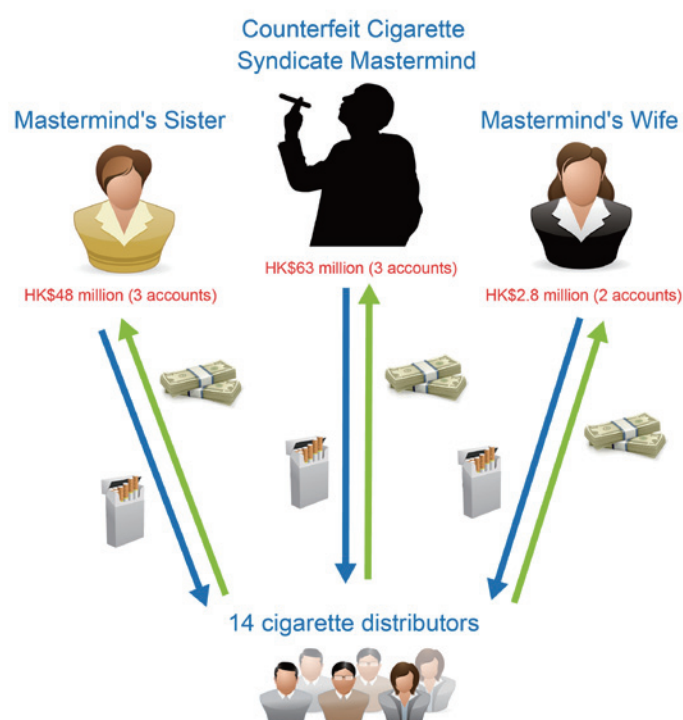 Counterfeit Cigarette
Syndicate Mastermind
Mastermind's Sister
Mastermind's Wife
HK$63 million (3 accounts)
HK$48 million (3 accounts)
HK$2.8 million (2 accounts)
14 cigarette distributors